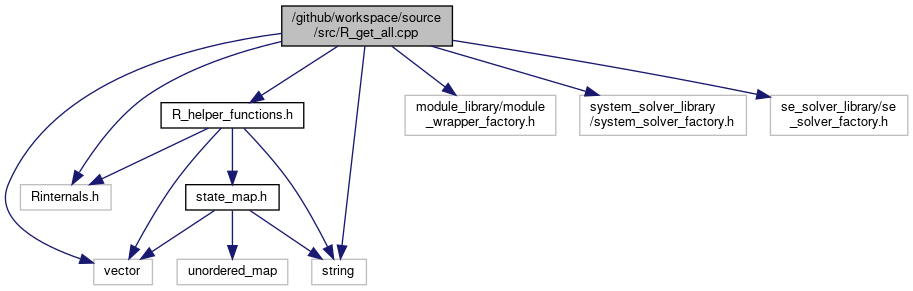 /github/workspace/source
/src/R_get_all.cpp
R_helper_functions.h
module_library/module
_wrapper_factory.h
system_solver_library
/system_solver_factory.h
se_solver_library/se
_solver_factory.h
Rinternals.h
state_map.h
vector
unordered_map
string